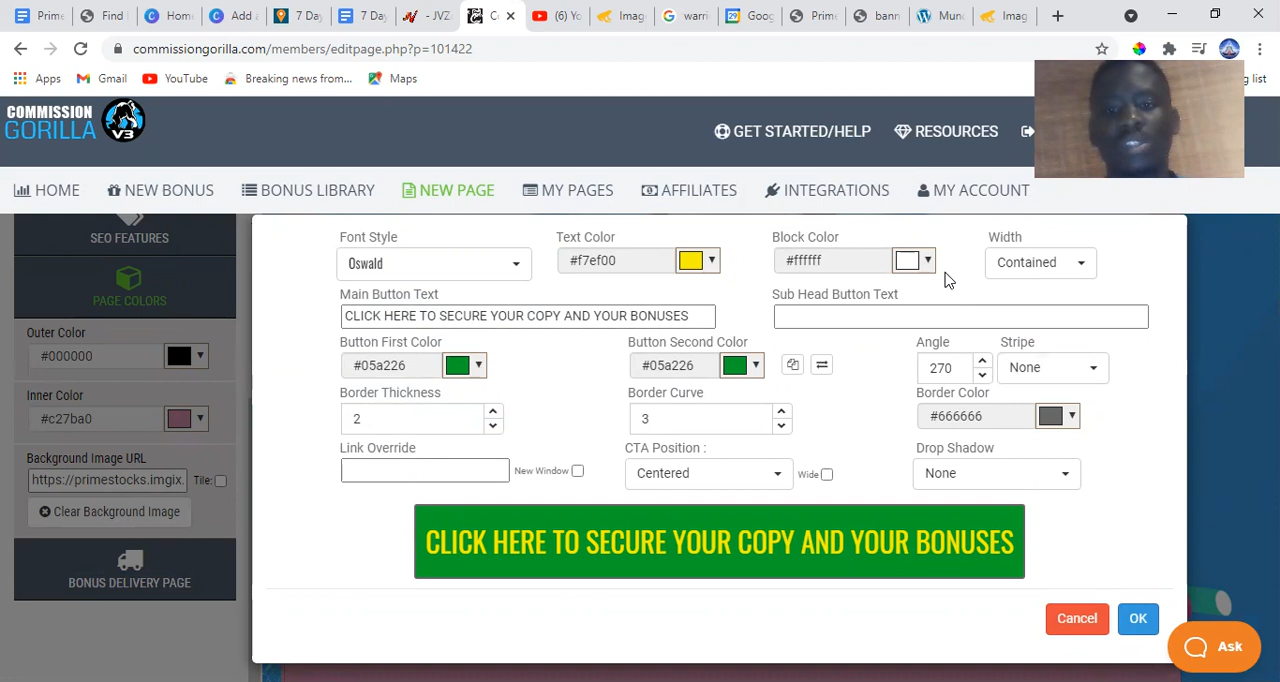 Prime
Find
Home
Add a
7 Day
7 Day
- JVZ
Co
(6) Yo
Imag
warri
Goog
Prime
bann
Mun
Imag
commissiongorilla.com/members/editpage.php?p=101422
Apps
Gmail
YouTube
Breaking news from...
Maps
g list
COMMISSION
GORILLA
V3
GET STARTED/HELP
RESOURCES
HOME
NEW BONUS
BONUS LIBRARY
NEW PAGE
MY PAGES
AFFILIATES
INTEGRATIONS
MY ACCOUNT
SEO FEATURES
PAGE COLORS
Outer Color
#000000
Inner Color
#c27ba0
Background Image URL
https://primestocks.imgix.
Tile:
Clear Background Image
BONUS DELIVERY PAGE
Font Style
Text Color
Block Color
Width
Oswald
#f7ef00
#ffffff
Contained
Main Button Text
Sub Head Button Text
CLICK HERE TO SECURE YOUR COPY AND YOUR BONUSES
Button First Color
Button Second Color
Angle
Stripe
#05a226
#05a226
270
None
Border Thickness
Border Curve
Border Color
2
3
#666666
Link Override
CTA Position :
Drop Shadow
New Window
Centered
Wide
None
CLICK HERE TO SECURE YOUR COPY AND YOUR BONUSES
Cancel
OK
Ask